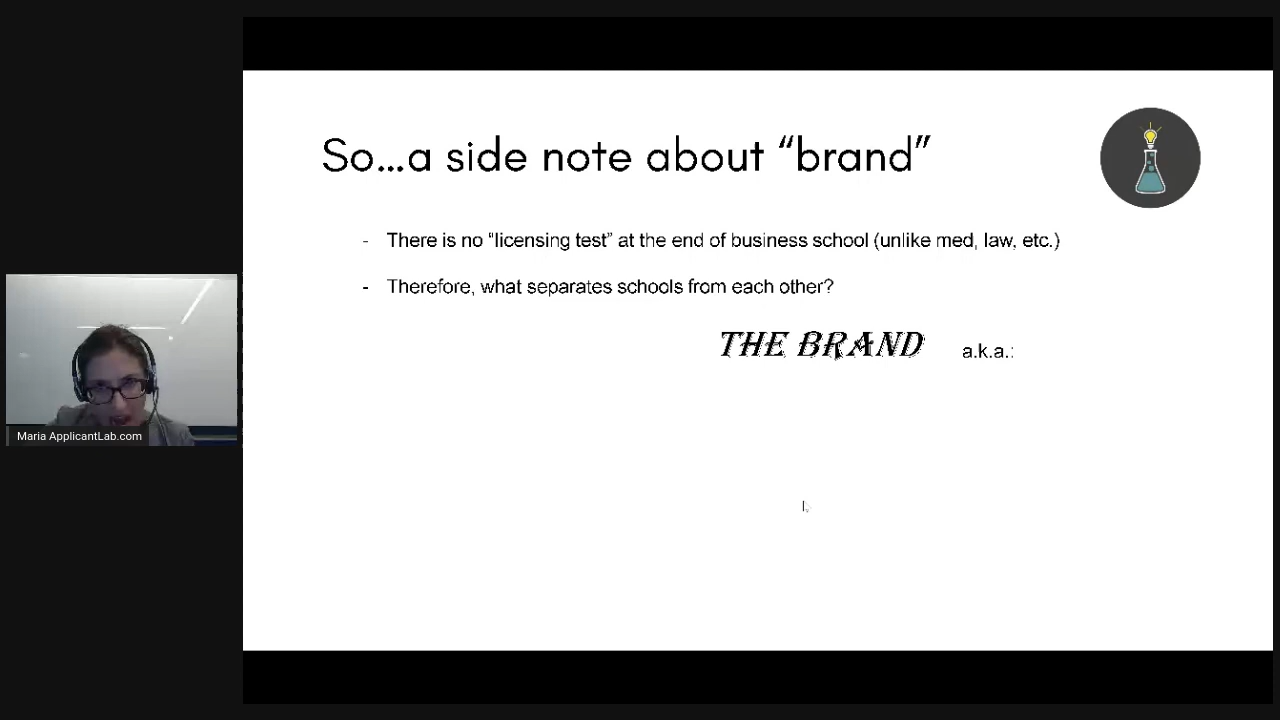 So...a side note about “brand”
- There is no “licensing test” at the end of business school (unlike med, law, etc.)
- Therefore, what separates schools from each other?
THE BRAND a.k.a.:
Maria ApplicantLab.com